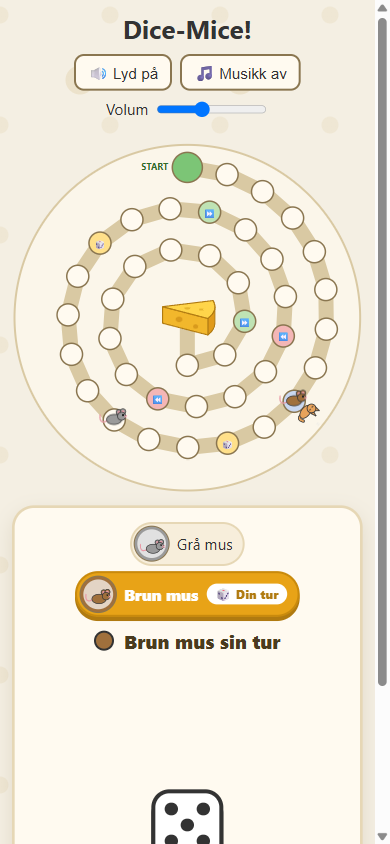 Dice-Mice!
Lyd på
Musikk av
Volum
START
Grå mus
Brun mus
Din tur
Brun mus sin tur